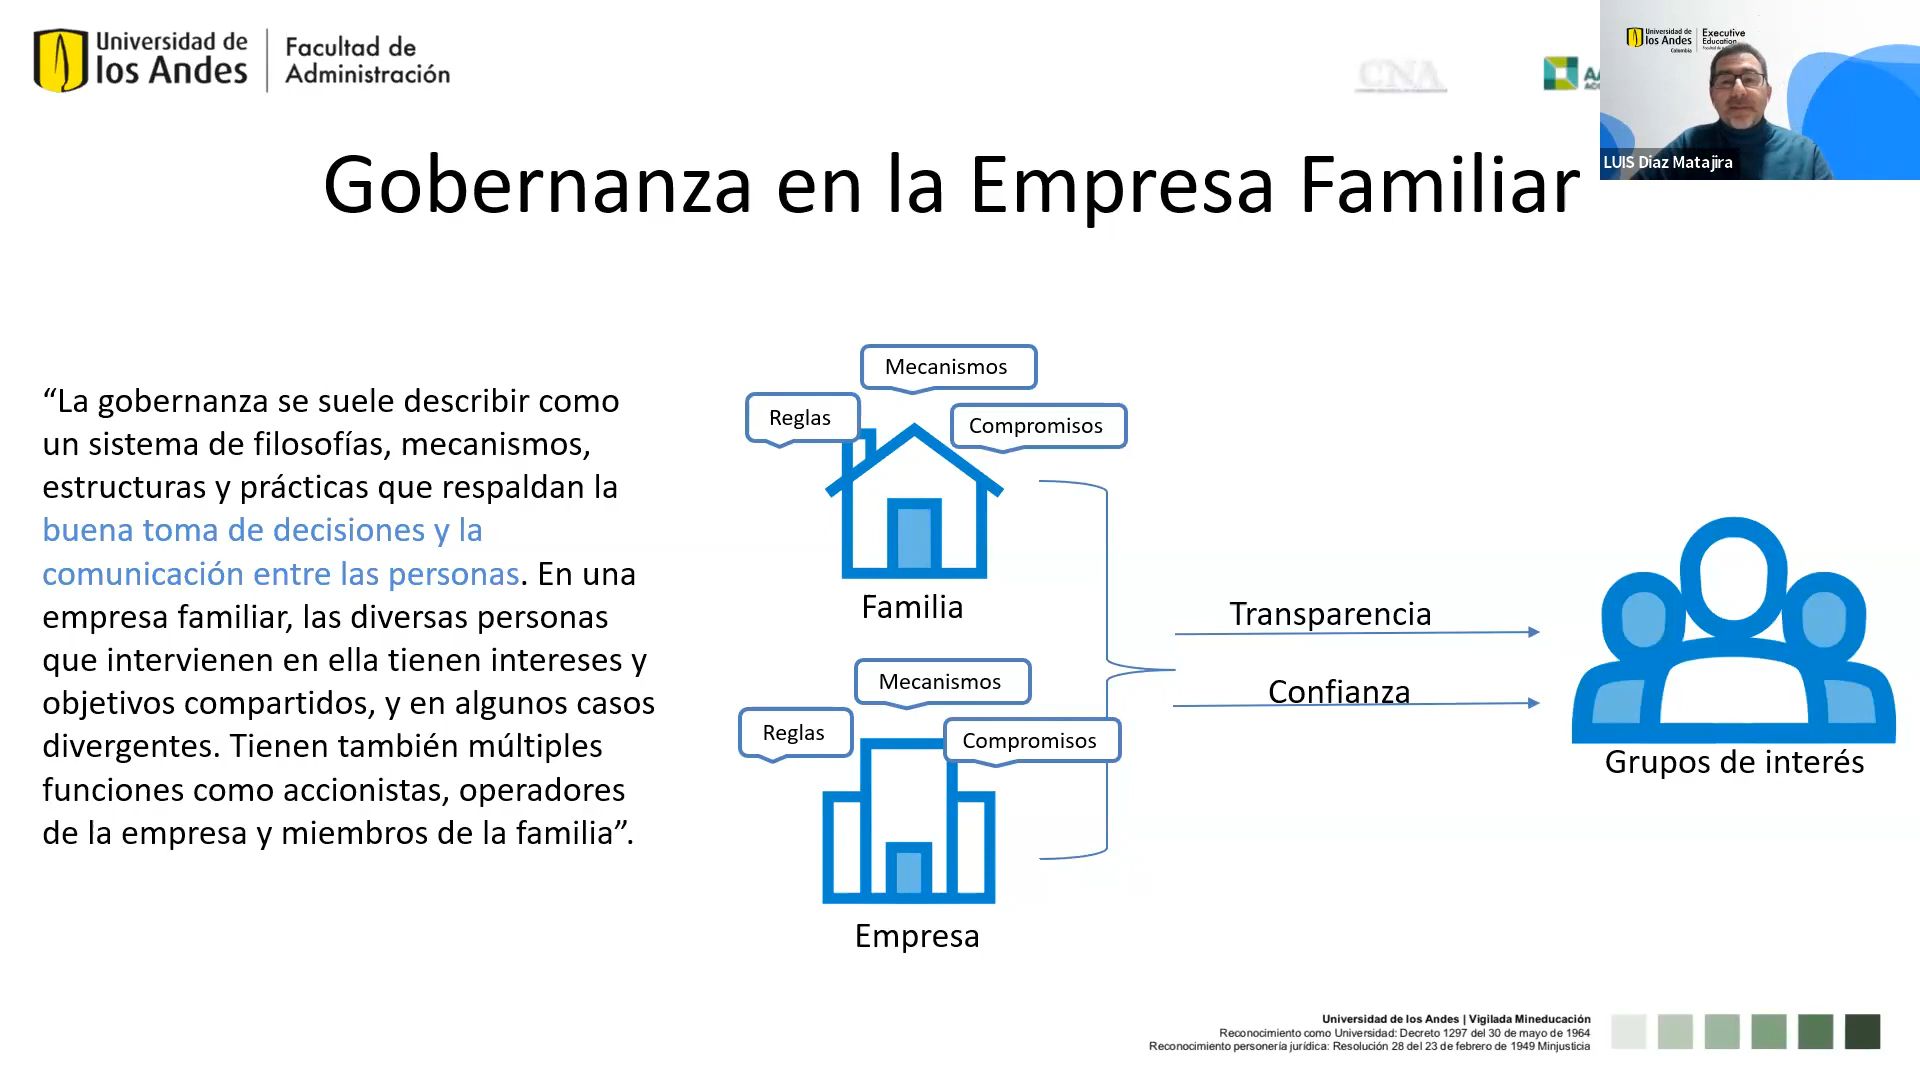 Universidad de
los Andes
Facultad de
Administración
CNA
Universidad de
los Andes
Colombia
Executive
Education
LUIS Diaz Matajira
Gobernanza en la Empresa Familiar
“La gobernanza se suele describir como
un sistema de filosofías, mecanismos,
estructuras y prácticas que respaldan la
buena toma de decisiones y la
comunicación entre las personas. En una
empresa familiar, las diversas personas
que intervienen en ella tienen intereses y
objetivos compartidos, y en algunos casos
divergentes. Tienen también múltiples
funciones como accionistas, operadores
de la empresa y miembros de la familia”.
Mecanismos
Reglas
Compromisos
Familia
Mecanismos
Reglas
Compromisos
Empresa
Transparencia
Confianza
Grupos de interés
Universidad de los Andes | Vigilada Mineducación
Reconocimiento como Universidad: Decreto 1297 del 30 de mayo de 1964
Reconocimiento personería jurídica: Resolución 28 del 23 de febrero de 1949 Minjusticia